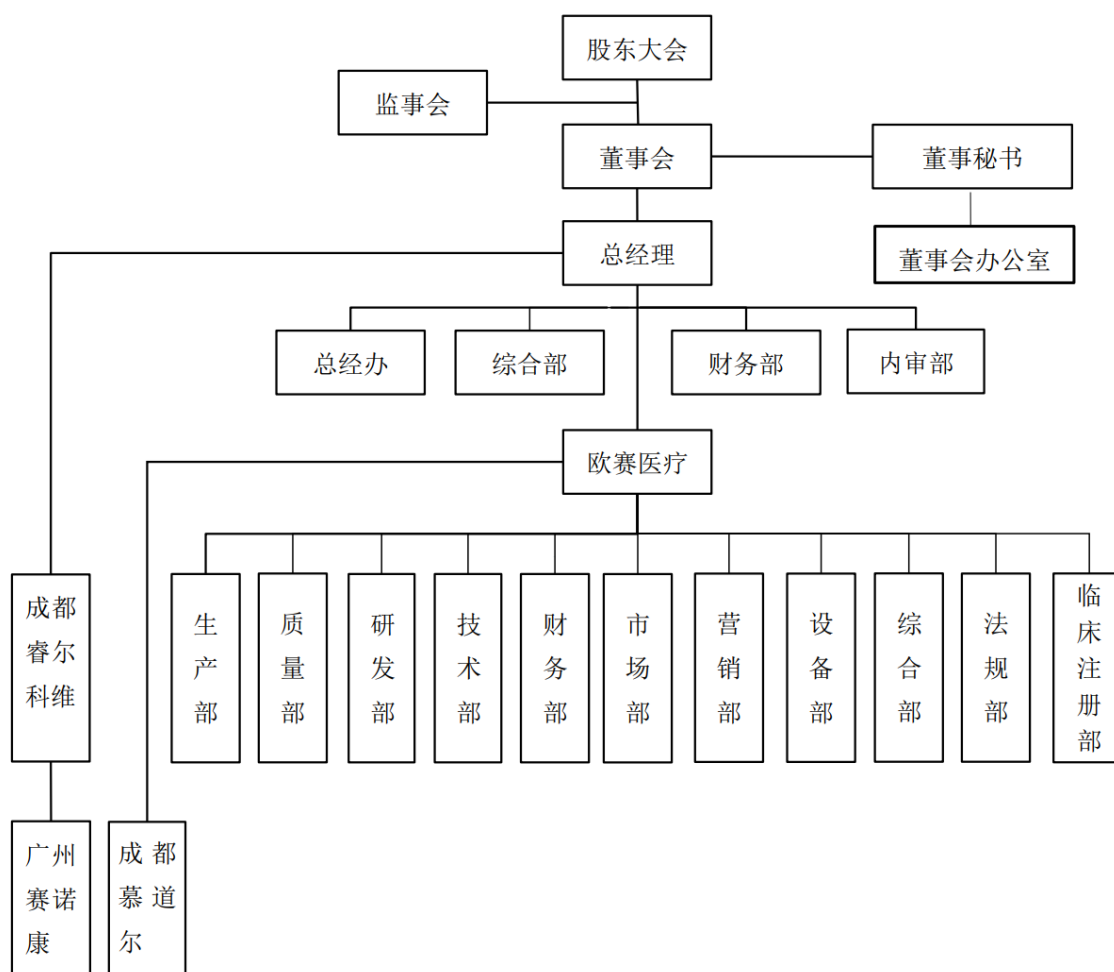 股东大会
监事会
董事会
董事秘书
总经理
董事会办公室
总经办
综合部
财务部
内审部
欧赛医疗
成都
睿尔
科维
生产部
质量部
研发部
技术部
财务部
市场部
营销部
设备部
综合部
法规部
临床注册部
广州
赛诺
康
成都
慕道
尔